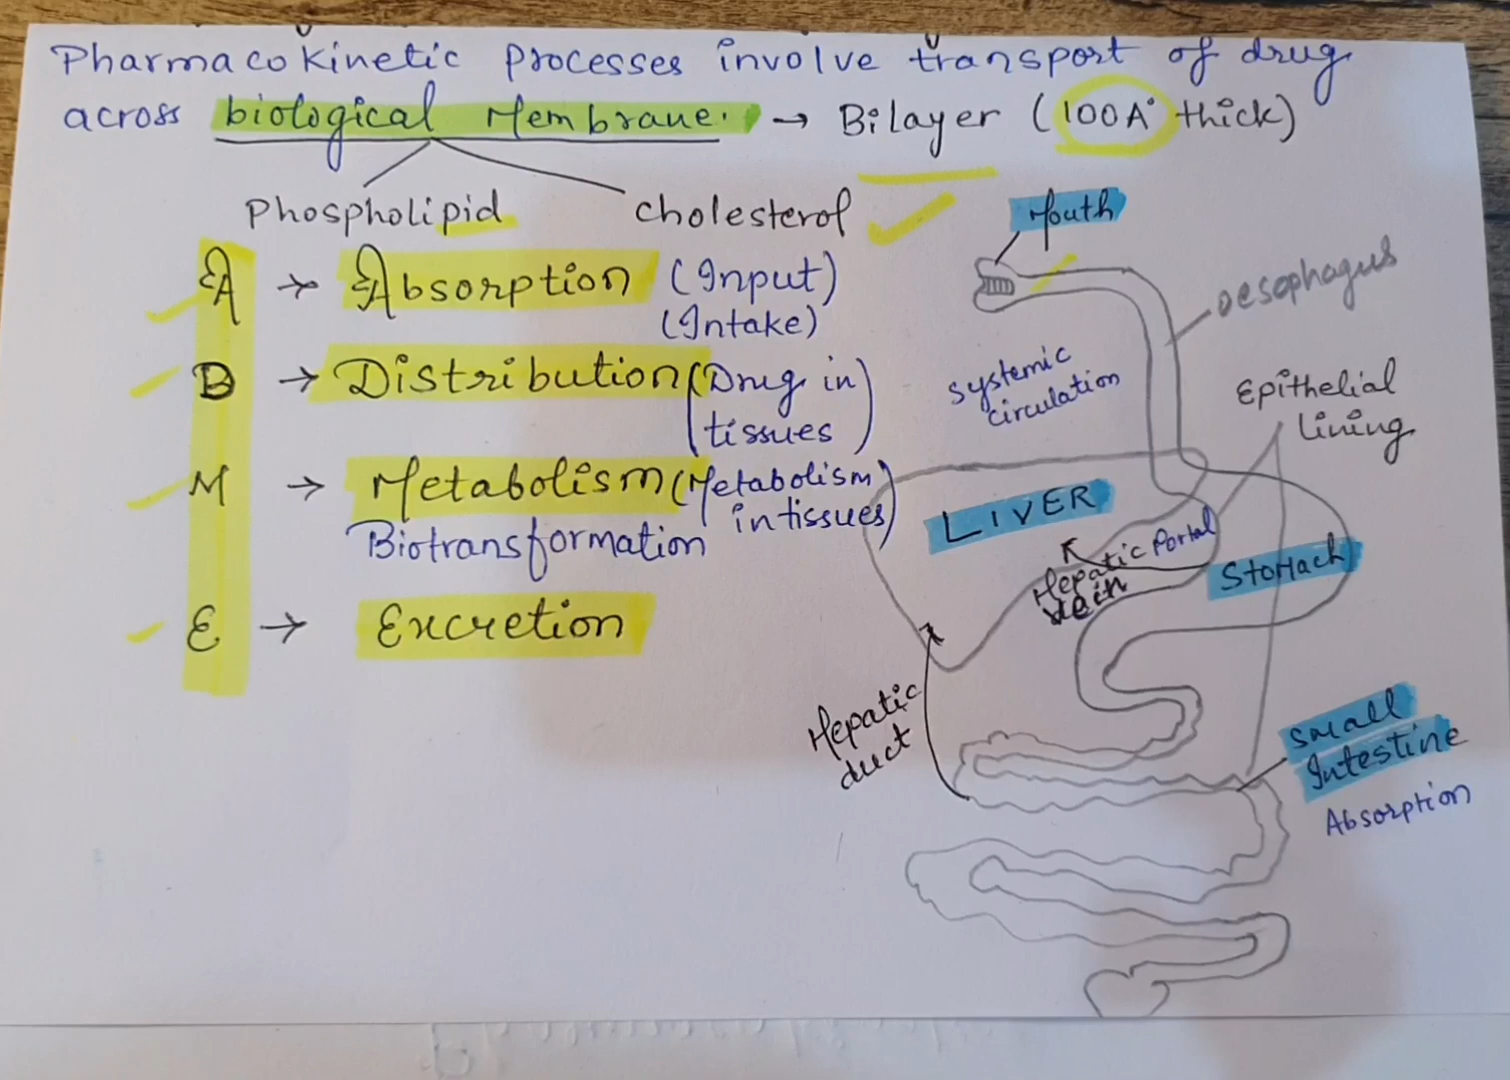 Pharmacokinetic processes involve transport of drug
across biological Membrane. → Bilayer (100A° thick)
Phospholipid cholesterol
A → Absorption (Input)
(Intake)
D → Distribution (Drug in
tissues)
M → Metabolism (Metabolism
in tissues)
Biotransformation
E → Excretion
Mouth
oesophagus
systemic
circulation
Epithelial
lining
LIVER
Hepatic Portal
vein
Stomach
Hepatic
duct
small
Intestine
Absorption